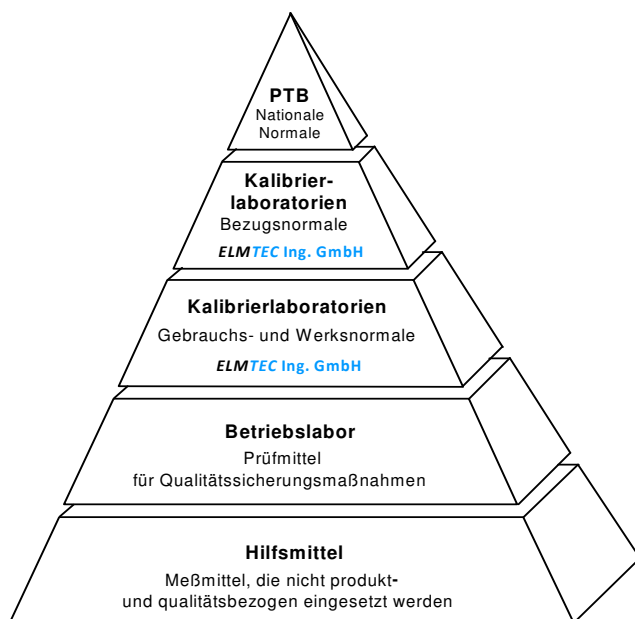 PTB
Nationale
Normale
Kalibrier-
laboratorien
Bezugsnormale
ELMTEC Ing. GmbH
Kalibrierlaboratorien
Gebrauchs- und Werksnormale
ELMTEC Ing. GmbH
Betriebslabor
Prüfmittel
für Qualitätssicherungsmaßnahmen
Hilfsmittel
Meßmittel, die nicht produkt-
und qualitätsbezogen eingesetzt werden